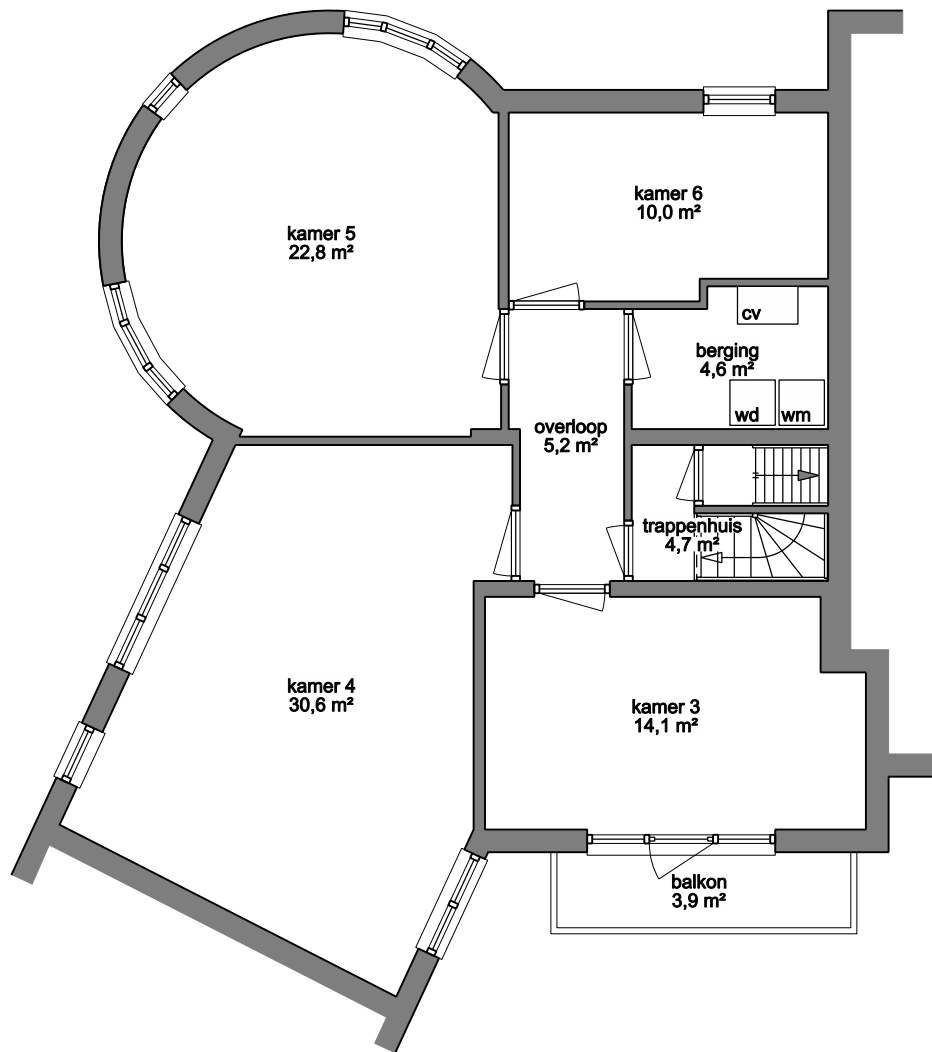 kamer 6
10,0 m²
kamer 5
22,8 m²
cv
berging
4,6 m²
wd
wm
overloop
5,2 m²
trappenhuis
4,7 m²
kamer 4
30,6 m²
kamer 3
14,1 m²
balkon
3,9 m²